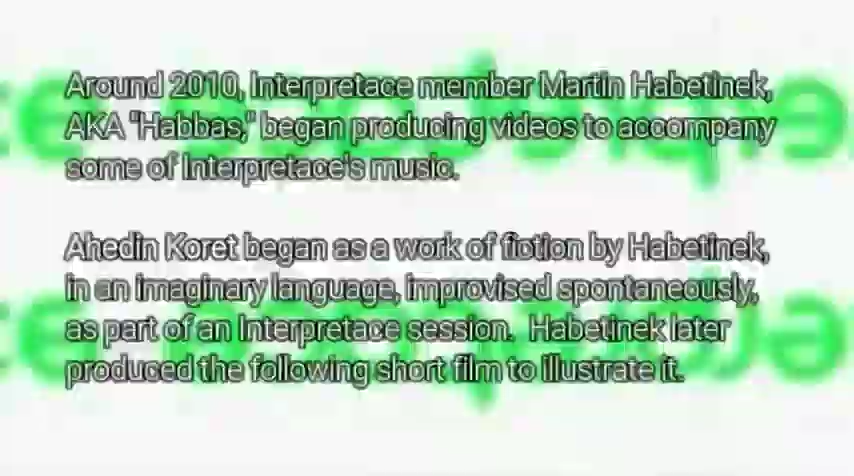 Around 2010, Interpretace member Martin Habetinek,
AKA "Habbas," began producing videos to accompany
some of Interpretace's music.
Ahedin Koret began as a work of fiction by Habetinek,
in an imaginary language, improvised spontaneously,
as part of an Interpretace session. Habetinek later
produced the following short film to illustrate it.